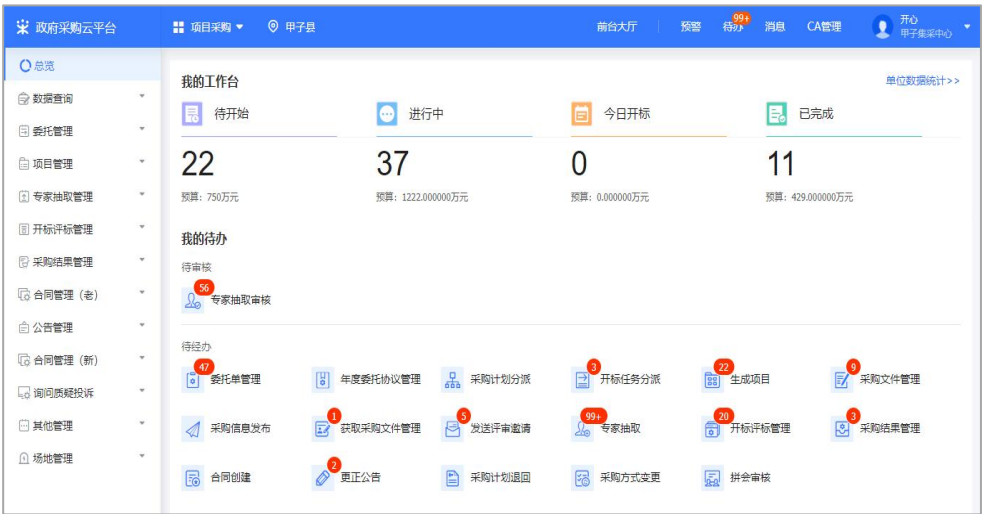 政府采购云平台 项目采购 甲子县 前台大厅 预警 待办 99+ 消息 CA管理 开心
甲子集采中心
总览
数据查询
委托管理
项目管理
专家抽取管理
开标评标管理
采购结果管理
合同管理（老）
公告管理
合同管理（新）
询问质疑投诉
其他管理
场地管理
我的工作台 单位数据统计>>
待开始 进行中 今日开标 已完成
22 37 0 11
预算：750万元 预算：1222.000000万元 预算：0.000000万元 预算：429.000000万元
我的待办
待审核
56
专家抽取审核
待经办
47 3 22 9
委托单管理 年度委托协议管理 采购计划分派 开标任务分派 生成项目 采购文件管理
1 5 99+ 20 3
采购信息发布 获取采购文件管理 发送评审邀请 专家抽取 开标评标管理 采购结果管理
2
合同创建 更正公告 采购计划退回 采购方式变更 拼会审核